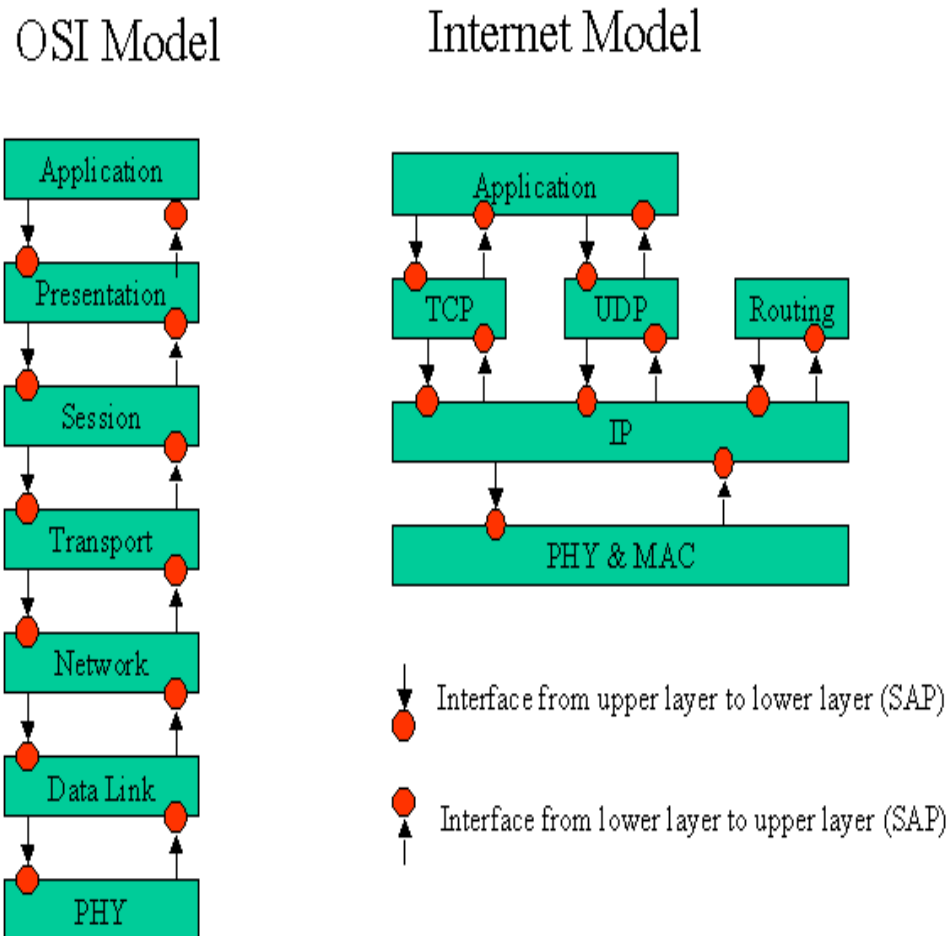 OSI Model
Internet Model
Application
Presentation
Session
Transport
Network
Data Link
PHY
Application
TCP
UDP
Routing
IP
PHY & MAC
Interface from upper layer to lower layer (SAP)
Interface from lower layer to upper layer (SAP)